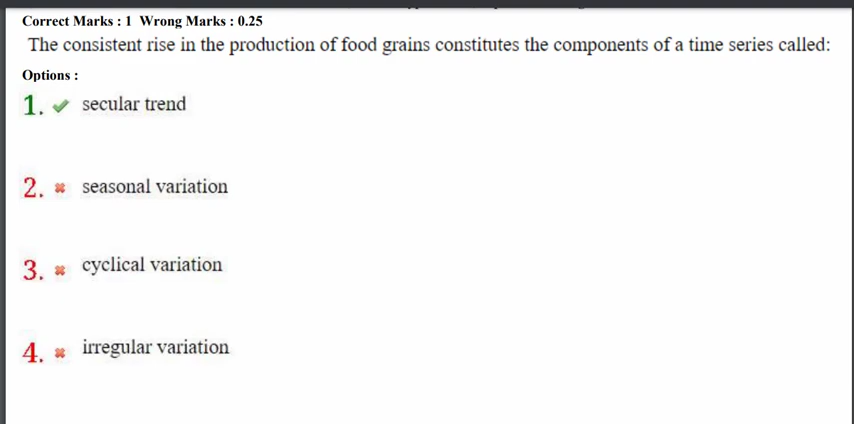 Correct Marks : 1 Wrong Marks : 0.25
The consistent rise in the production of food grains constitutes the components of a time series called:
Options :
1. secular trend
2. seasonal variation
3. cyclical variation
4. irregular variation